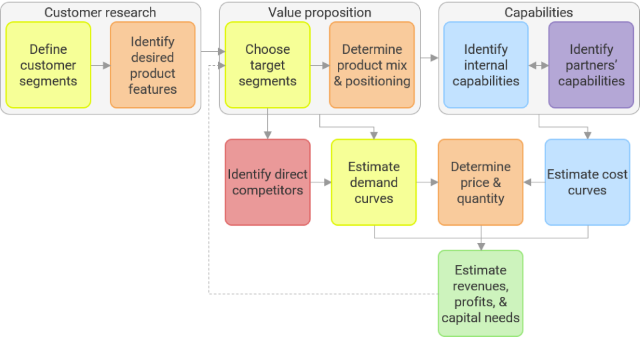 Customer research
Value proposition
Capabilities
Define
customer
segments
Identify
desired
product
features
Choose
target
segments
Determine
product mix
& positioning
Identify
internal
capabilities
Identify
partners’
capabilities
Identify direct
competitors
Estimate
demand
curves
Determine
price &
quantity
Estimate cost
curves
Estimate
revenues,
profits, &
capital needs